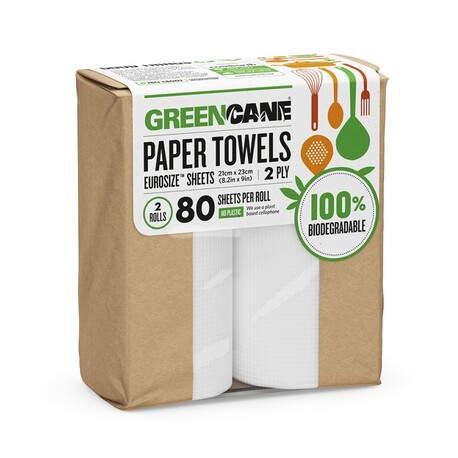 GREENCANE®
PAPER TOWELS
EUROSIZE™ SHEETS 21cm x 23cm (8.2in x 9in) 2 PLY
2 ROLLS
80 SHEETS PER ROLL
NO PLASTIC We use a plant based cellophane
100%
BIODEGRADABLE